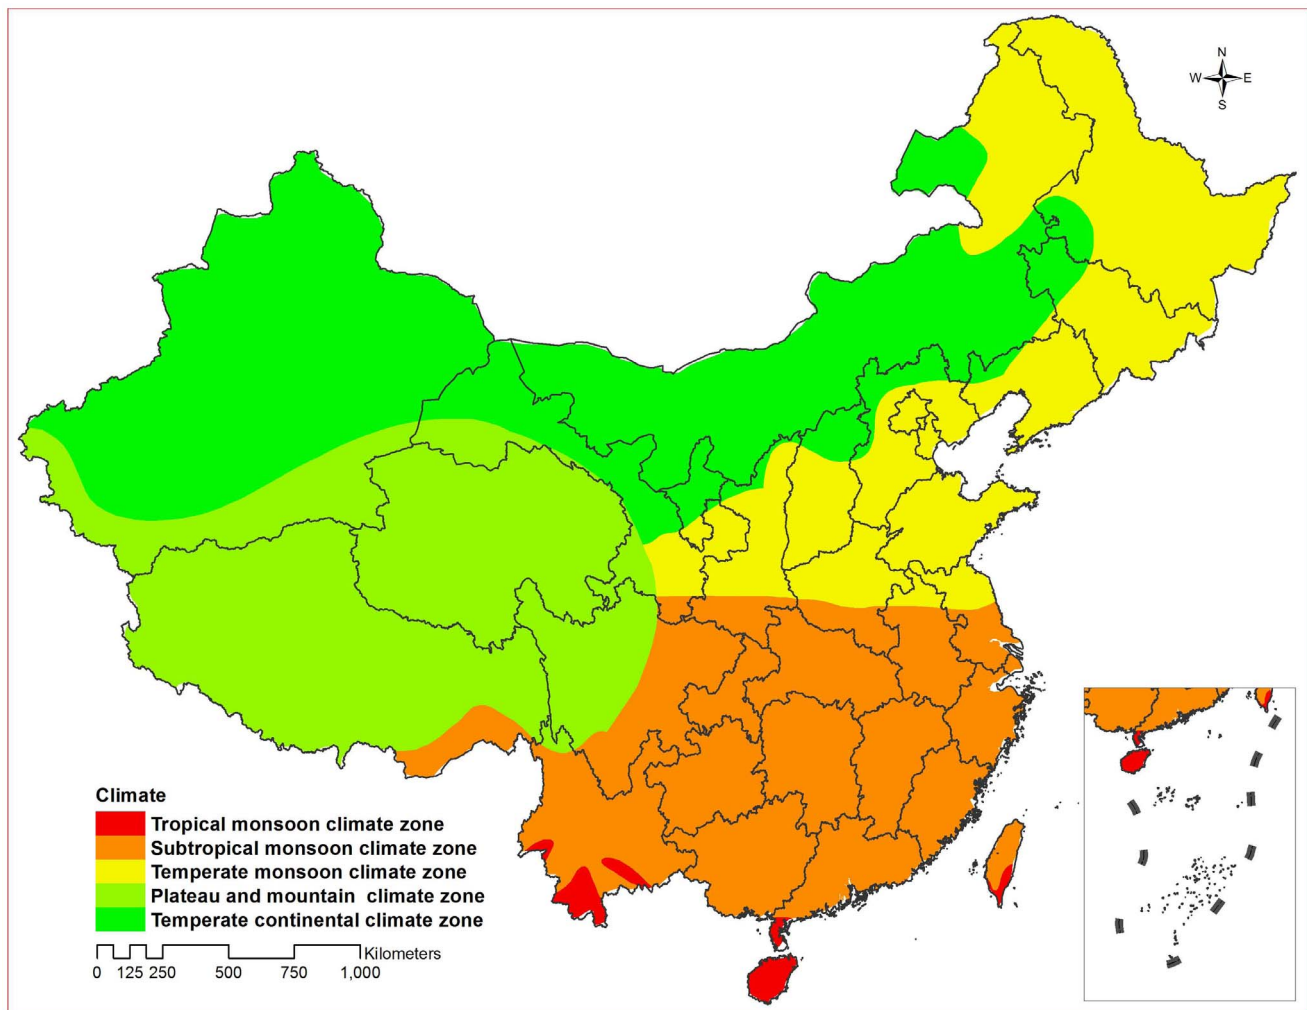 N
W E
S
Climate
Tropical monsoon climate zone
Subtropical monsoon climate zone
Temperate monsoon climate zone
Plateau and mountain climate zone
Temperate continental climate zone
Kilometers
0 125 250 500 750 1,000